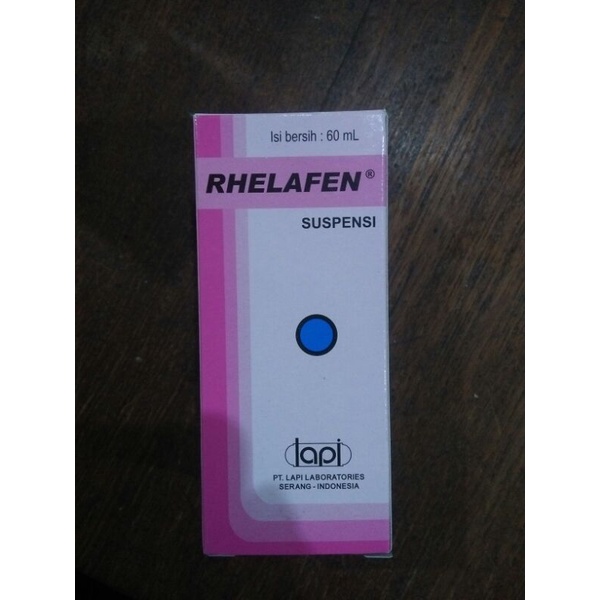 Isi bersih : 60 mL
RHELAFEN®
SUSPENSI
lapi
PT. LAPI LABORATORIES
SERANG - INDONESIA